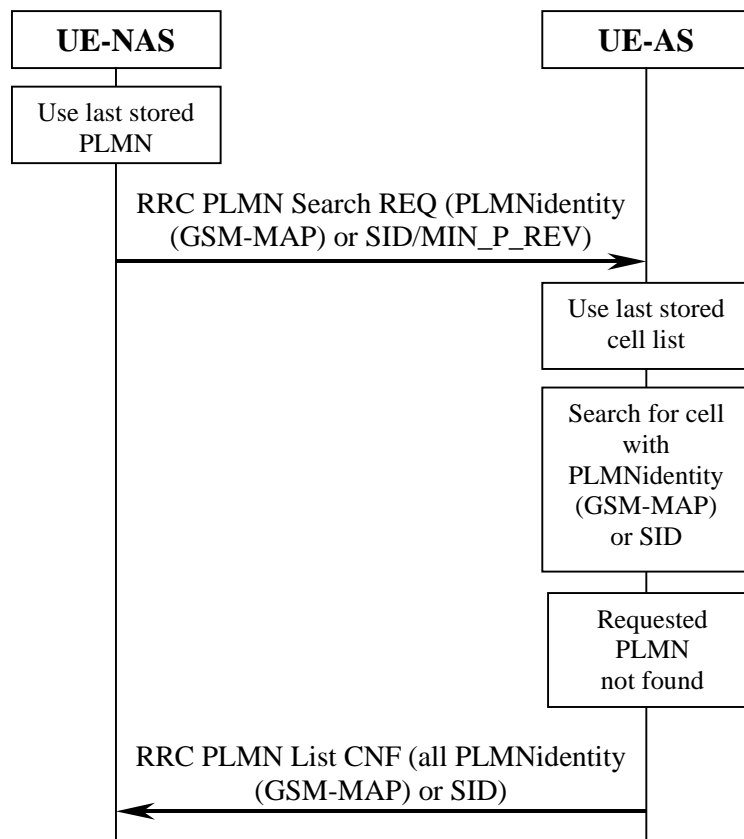 UE-NAS
UE-AS
Use last stored
PLMN
RRC PLMN Search REQ (PLMNidentity
(GSM-MAP) or SID/MIN_P_REV)
Use last stored
cell list
Search for cell
with
PLMNidentity
(GSM-MAP)
or SID
Requested
PLMN
not found
RRC PLMN List CNF (all PLMNidentity
(GSM-MAP) or SID)